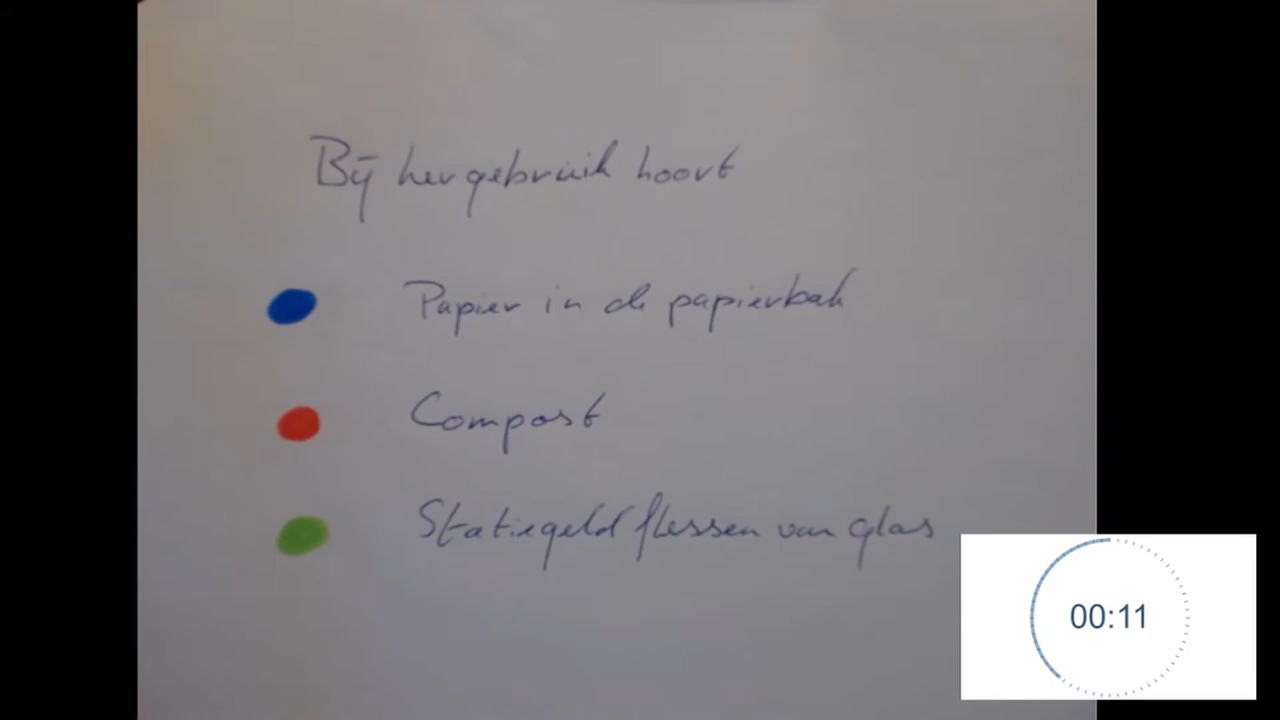 Bij hergebruik hoort
Papier in de papierbak
Compost
Statiegeld flessen van glas
00:11